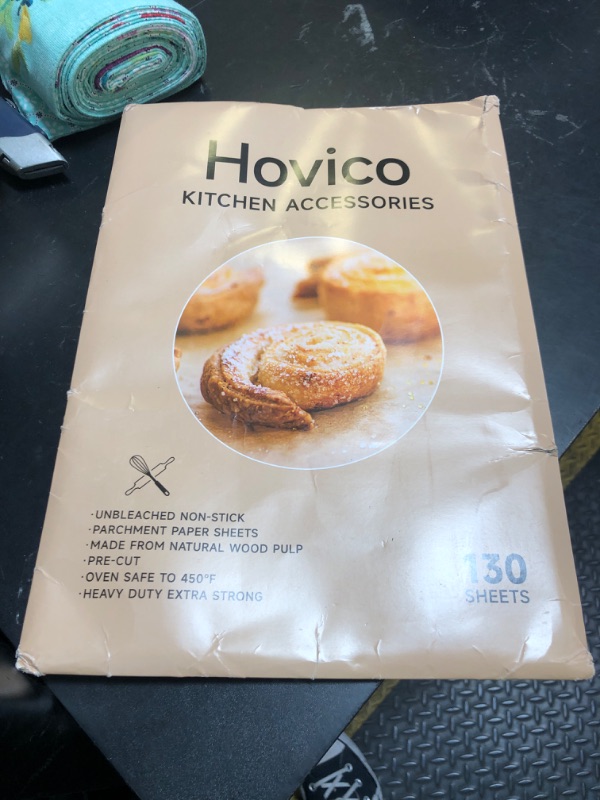 Hovico
KITCHEN ACCESSORIES
·UNBLEACHED NON-STICK
·PARCHMENT PAPER SHEETS
·MADE FROM NATURAL WOOD PULP
·PRE-CUT
·OVEN SAFE TO 450°F
·HEAVY DUTY EXTRA STRONG
130
SHEETS